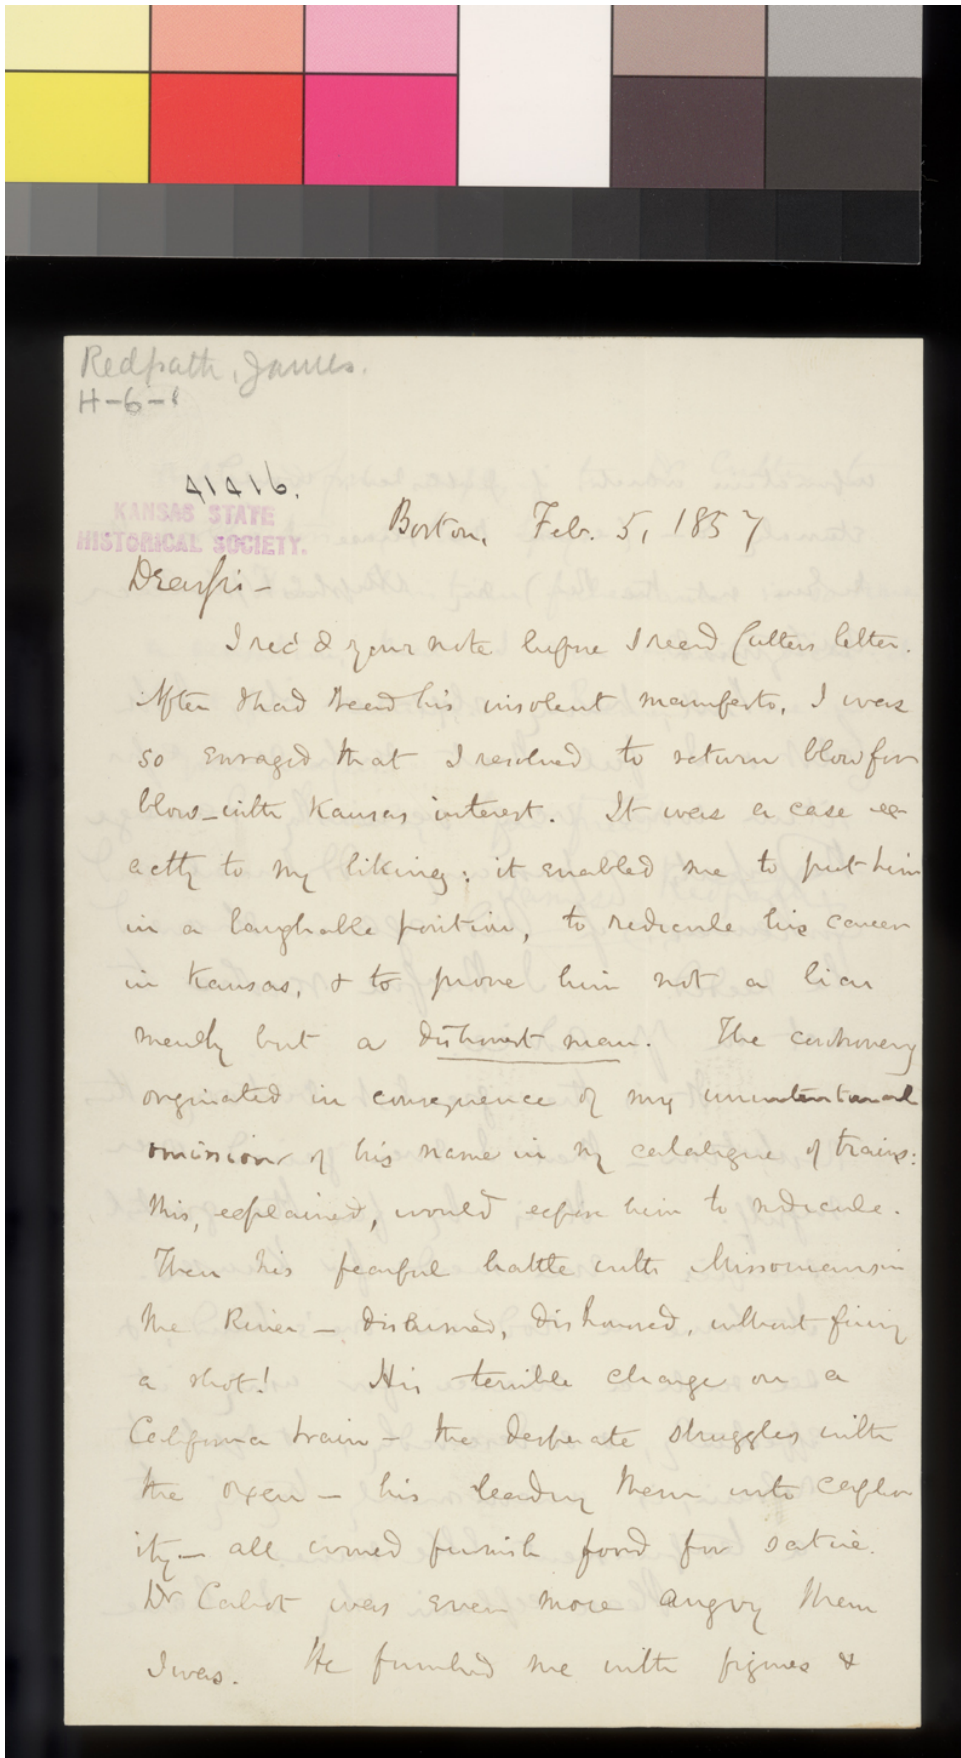 Redpath, James.
H-6-1
41416.
KANSAS STATE
HISTORICAL SOCIETY.
Boston, Feb. 5, 1857
Dear Sir –
I rec'd your note before I read Cutters letter.
After I had read his insolent manifesto, I was
so enraged that I resolved to return blow for
blow – with Kansas interest. It was a case ex
actly to my liking; it enabled me to put him
in a laughable position, to redicule his career
in Kansas, & to prove him not a liar
merely but a dishonest man. The controversy
originated in consequence of my unintentional
omission of his name in my catalogue of trains:
this, explained, would expose him to ridicule.
Then his fearful battle with Missourians in
the River – disarmed, dishonored, without firing
a shot! His terrible charge on a
California train – the desperate struggles with
the oxen – his leading them into captiv
ity – all would furnish food for satire.
Dr Cabot was even more angry than
I was. He furnished me with figures &